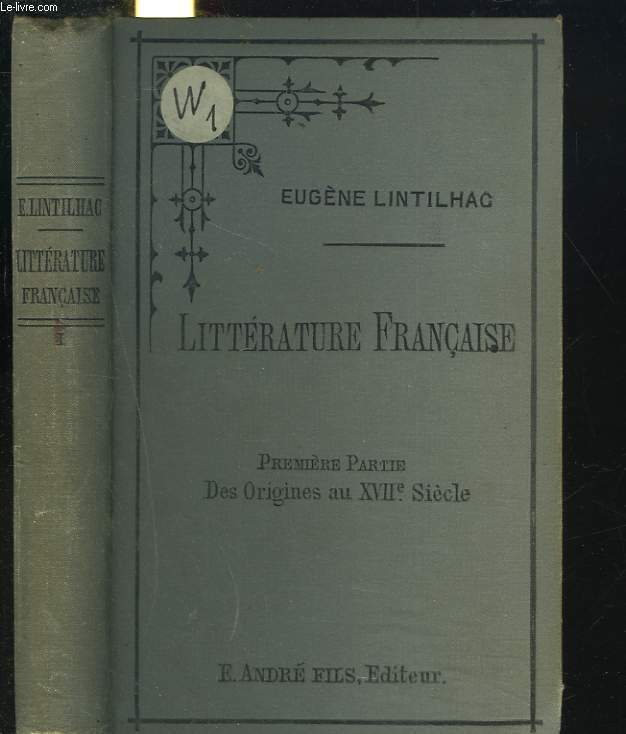 Le-livre.com
W1
E. LINTILHAC
LITTÉRATURE
FRANÇAISE
I
EUGÈNE LINTILHAC
LITTÉRATURE FRANÇAISE
PREMIÈRE PARTIE
Des Origines au XVIIe Siècle
E. ANDRÉ FILS, Editeur.